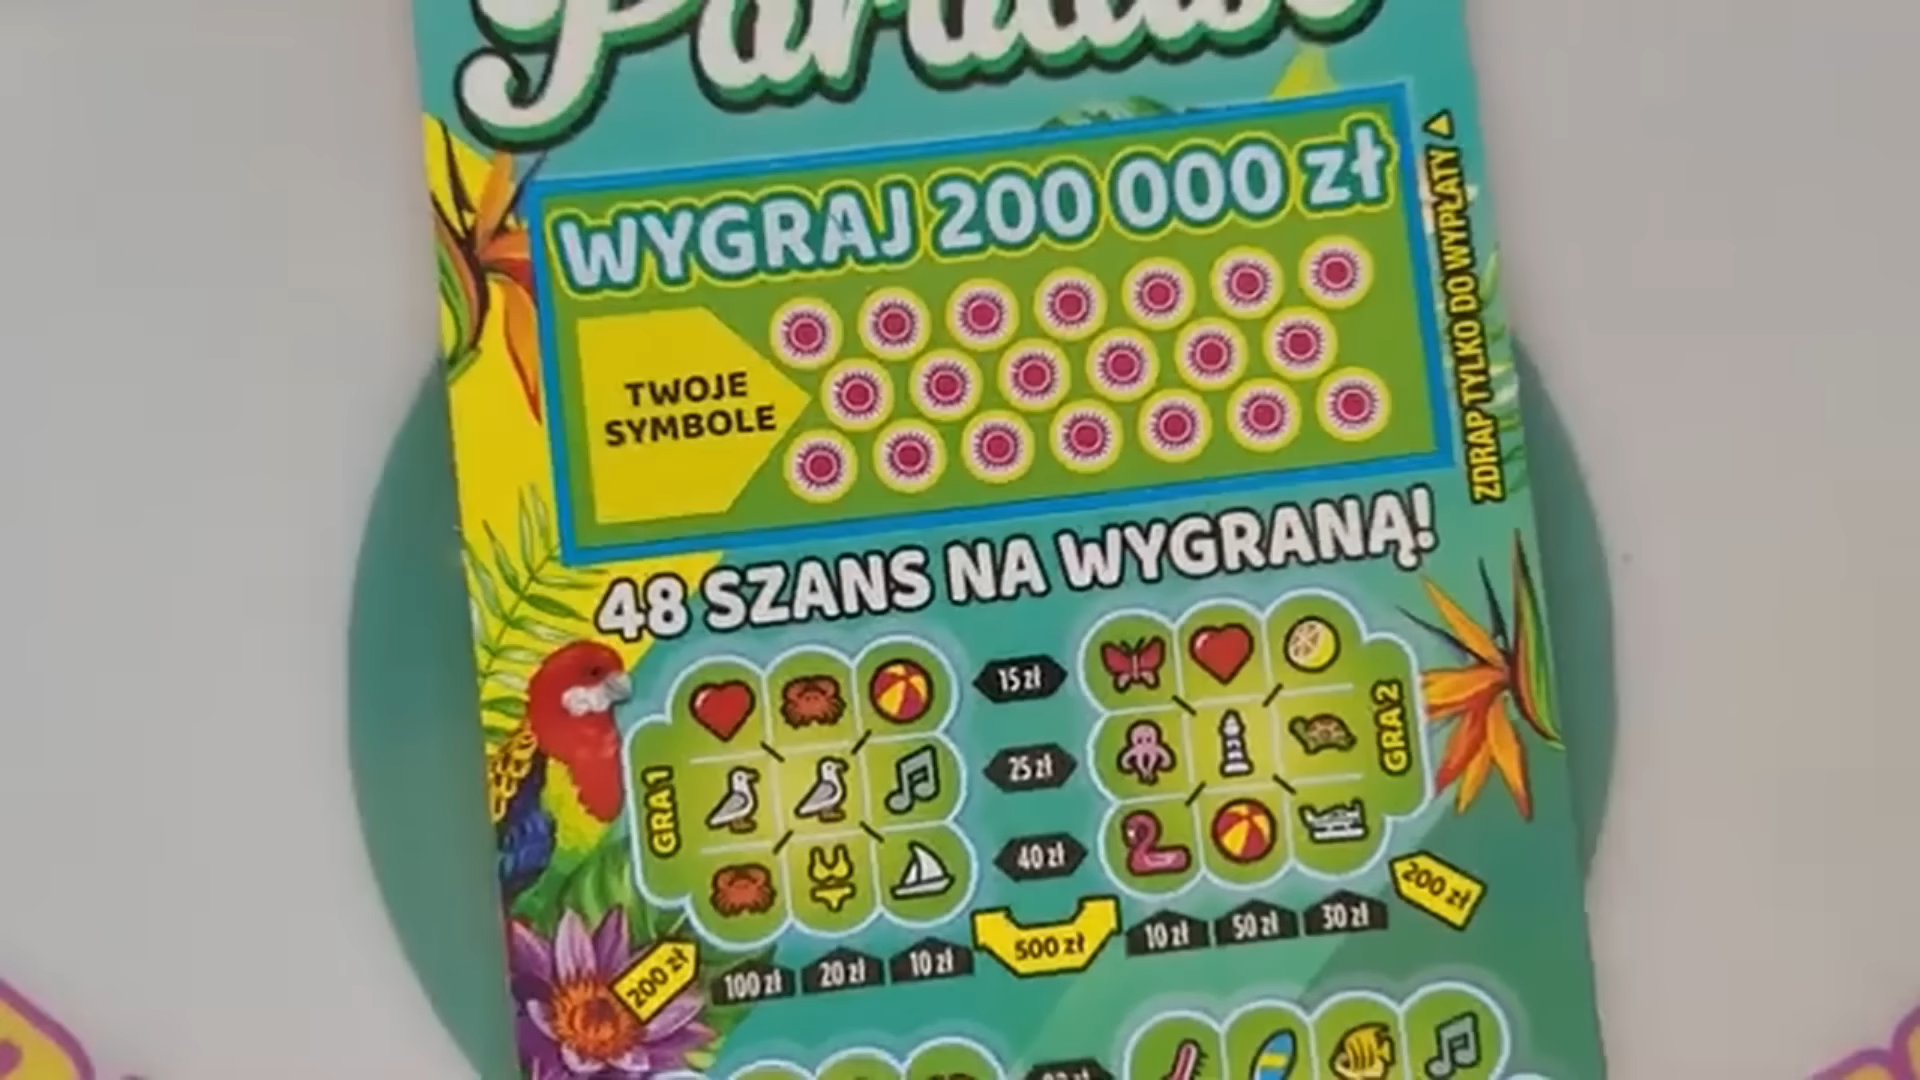 Paradise
WYGRAJ 200 000 zł
TWOJE
SYMBOLE
ZDRAP TYLKO DO WYPŁATY
48 SZANS NA WYGRANĄ!
GRA 1
15 zł
25 zł
40 zł
GRA 2
200 zł
100 zł
20 zł
10 zł
500 zł
10 zł
50 zł
30 zł
200 zł